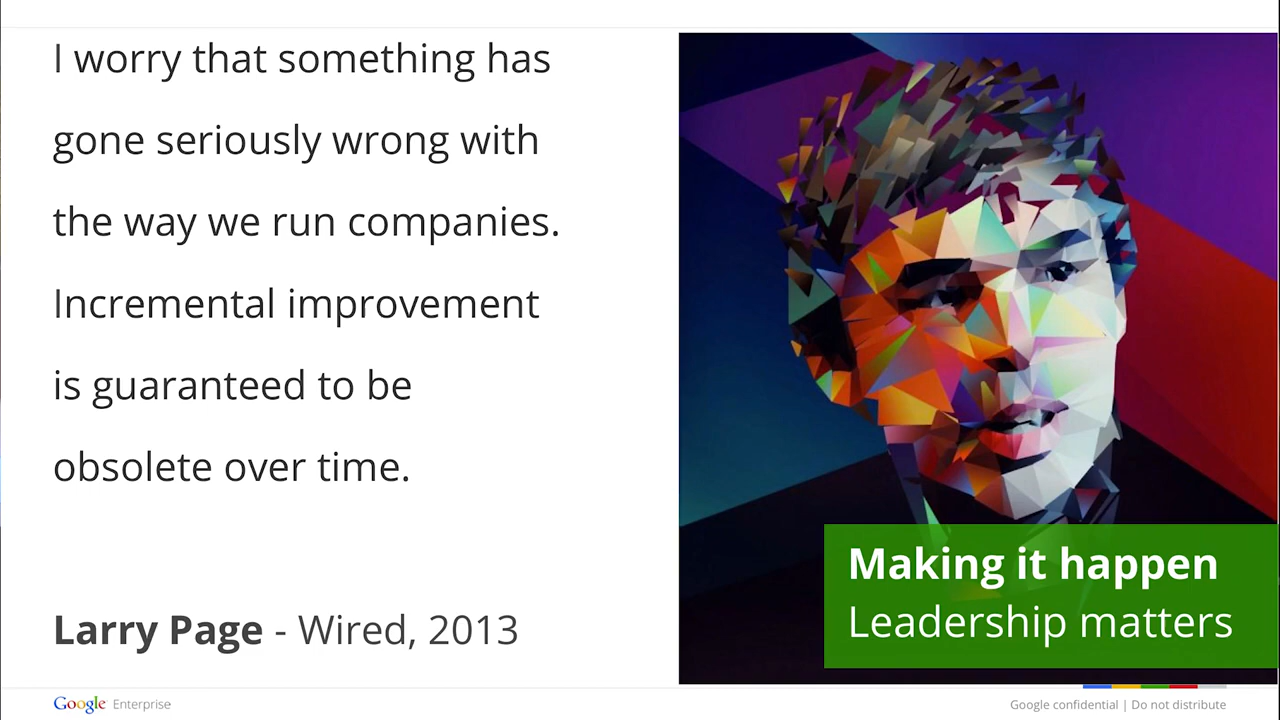 I worry that something has
gone seriously wrong with
the way we run companies.
Incremental improvement
is guaranteed to be
obsolete over time.
Larry Page - Wired, 2013
Making it happen
Leadership matters
Google Enterprise
Google confidential | Do not distribute